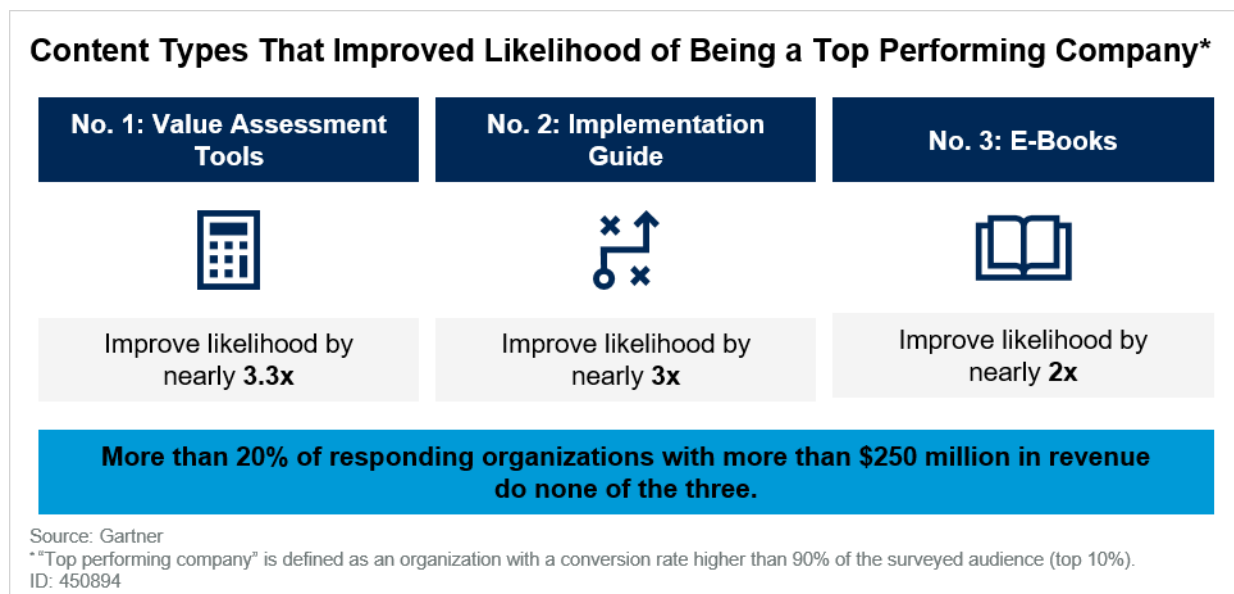 Content Types That Improved Likelihood of Being a Top Performing Company*
No. 1: Value Assessment
Tools
No. 2: Implementation
Guide
No. 3: E-Books
Improve likelihood by
nearly 3.3x
Improve likelihood by
nearly 3x
Improve likelihood by
nearly 2x
More than 20% of responding organizations with more than $250 million in revenue
do none of the three.
Source: Gartner
*“Top performing company” is defined as an organization with a conversion rate higher than 90% of the surveyed audience (top 10%).
ID: 450894